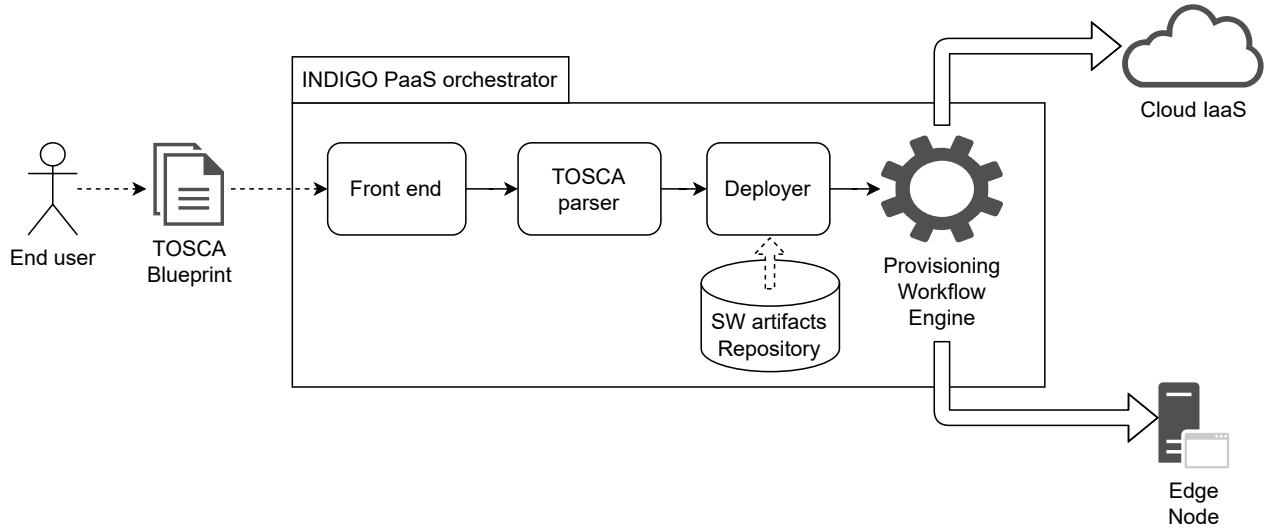 INDIGO PaaS orchestrator
Cloud IaaS
End user
TOSCA
Blueprint
Front end
TOSCA
parser
Deployer
SW artifacts
Repository
Provisioning
Workflow
Engine
Edge
Node